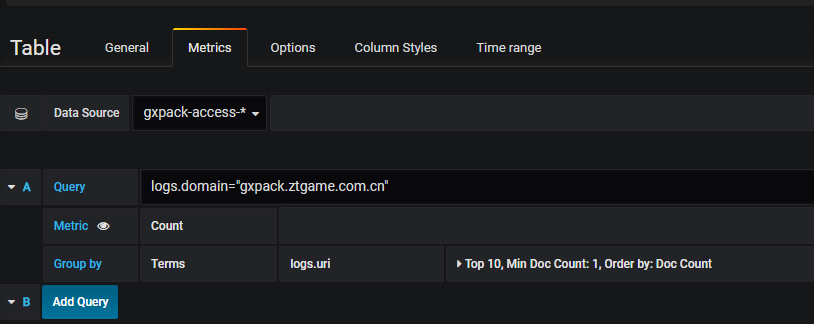 Table General Metrics Options Column Styles Time range
Data Source gxpack-access-*
A Query logs.domain="gxpack.ztgame.com.cn"
Metric Count
Group by Terms logs.uri Top 10, Min Doc Count: 1, Order by: Doc Count
B Add Query